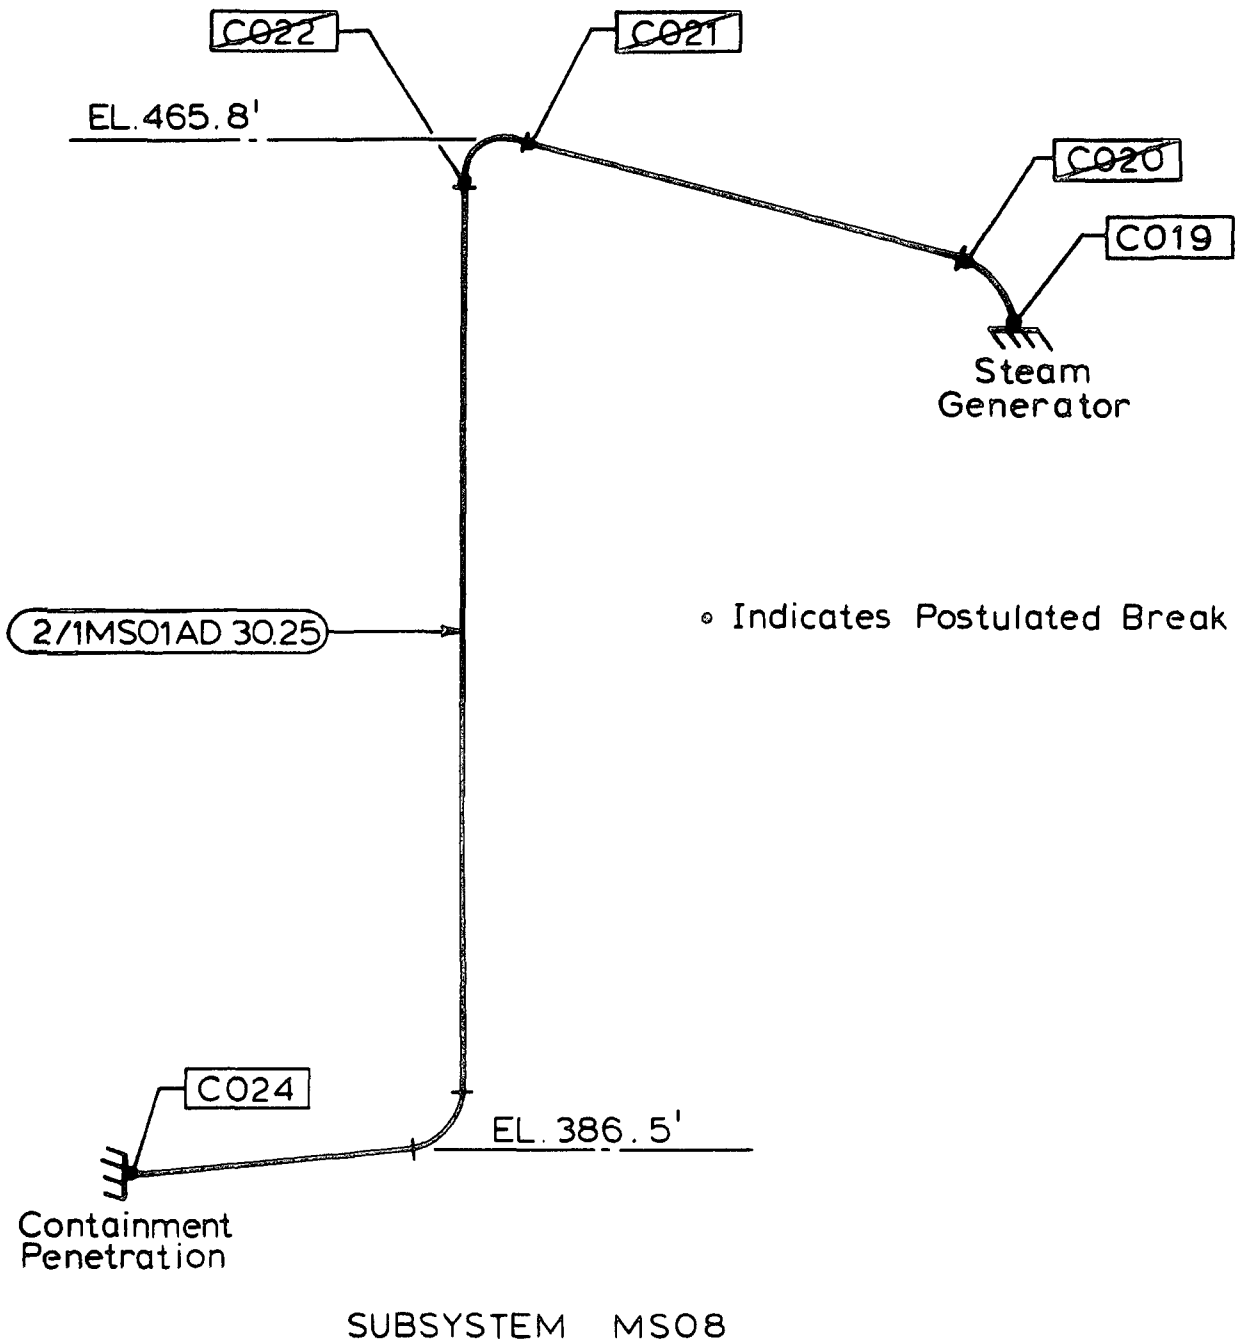 C022
C021
EL.465.8'
C020
C019
Steam
Generator
2/1MS01AD 30.25
Indicates Postulated Break
C024
EL.386.5'
Containment
Penetration
SUBSYSTEM MS08